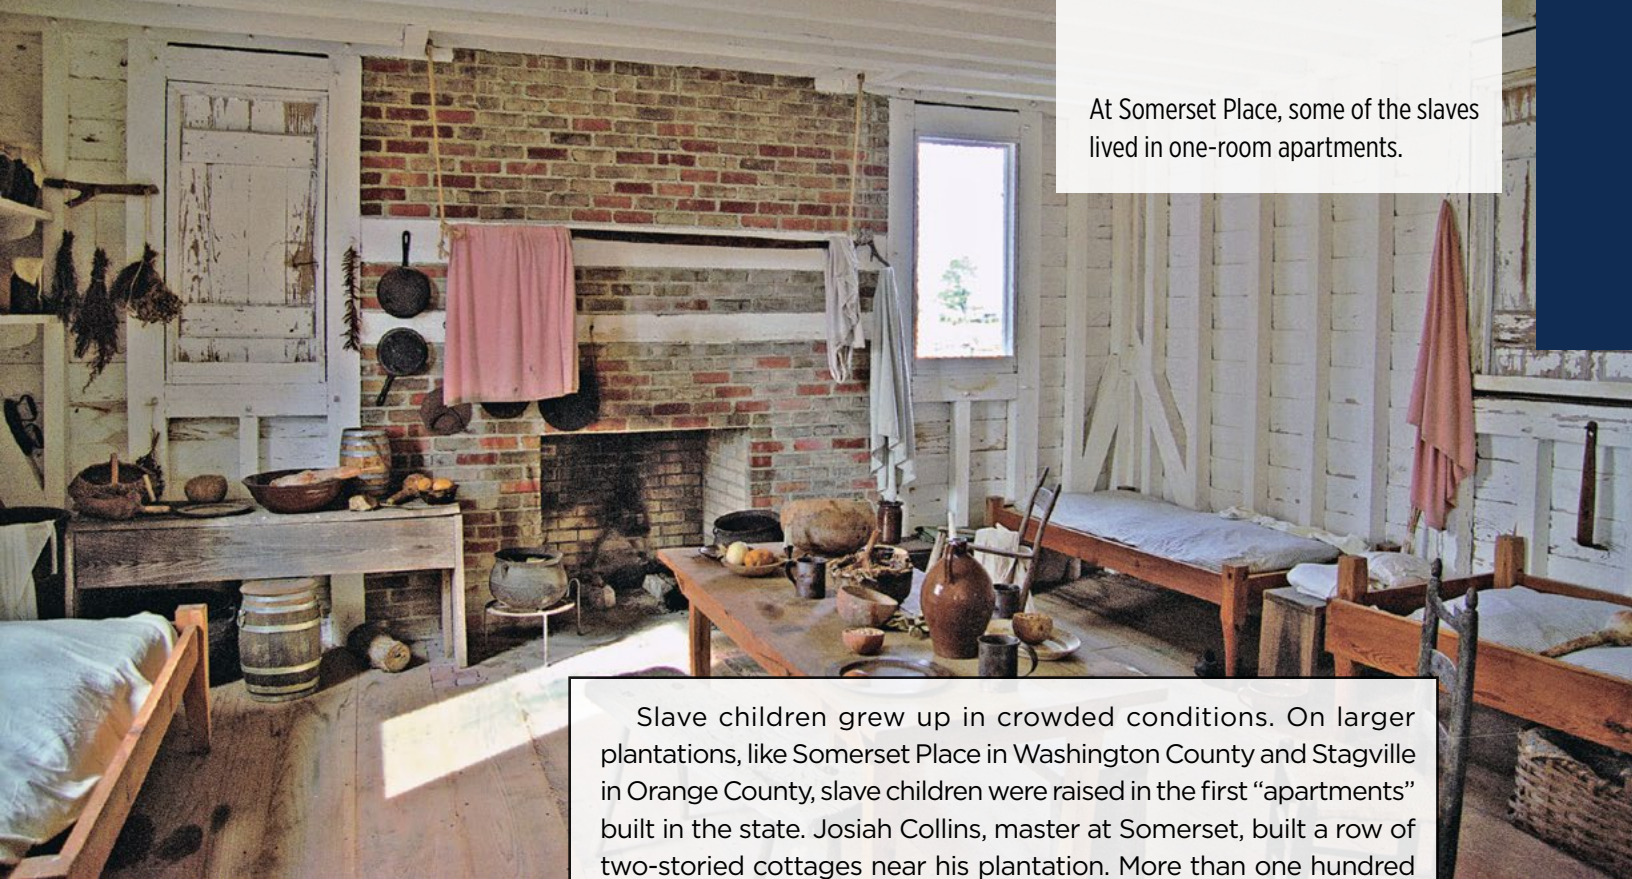 At Somerset Place, some of the slaves
lived in one-room apartments.
Slave children grew up in crowded conditions. On larger
plantations, like Somerset Place in Washington County and Stagville
in Orange County, slave children were raised in the first “apartments”
built in the state. Josiah Collins, master at Somerset, built a row of
two-storied cottages near his plantation. More than one hundred